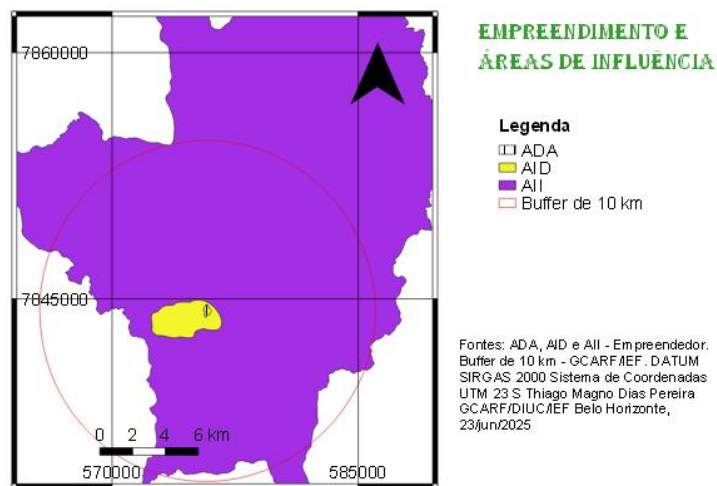 EMPREENDIMENTO E
ÁREAS DE INFLUÊNCIA
Legenda
ADA
AID
AII
Buffer de 10 km
7860000
7845000
0 2 4 6 km
570000 585000
Fontes: ADA, AID e AII - Empreendedor.
Buffer de 10 km - GCARF/IEF. DATUM
SIRGAS 2000 Sistema de Coordenadas
UTM 23 S Thiago Magno Dias Pereira
GCARF/DIUC/IEF Belo Horizonte,
23/jun/2025